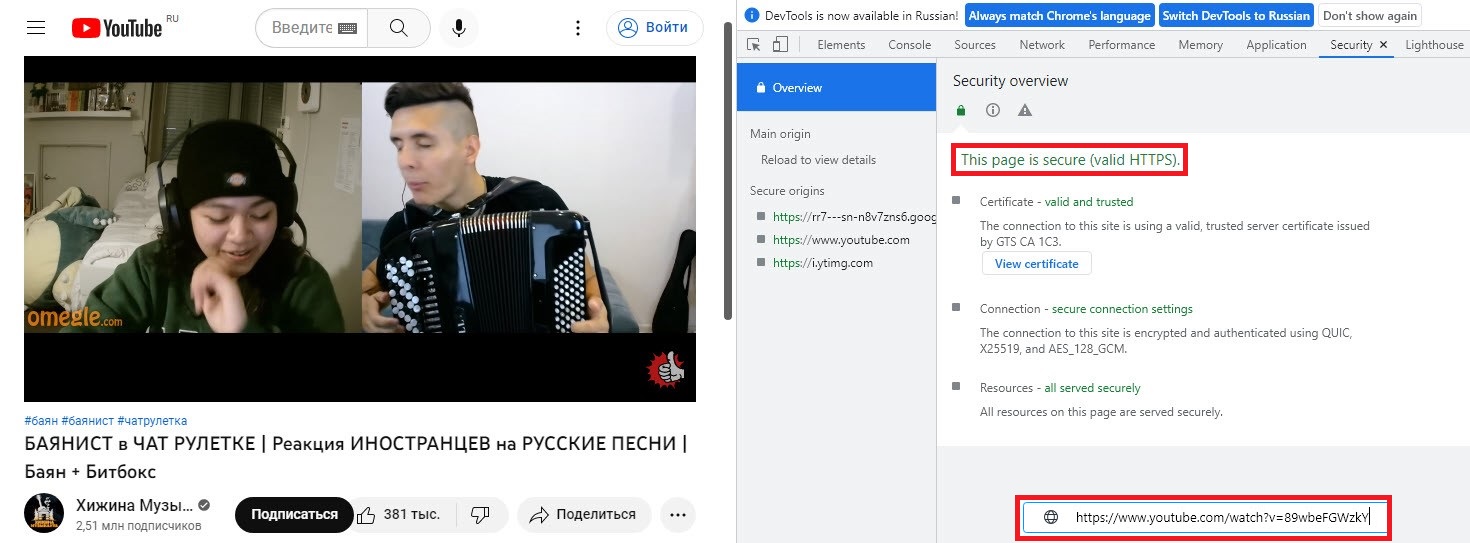 YouTube RU
Введите
Войти
omegle.com
#баян #баянист #чатрулетка
БАЯНИСТ в ЧАТ РУЛЕТКЕ | Реакция ИНОСТРАНЦЕВ на РУССКИЕ ПЕСНИ |
Баян + Битбокс
Хижина Музы...
2,51 млн подписчиков
Подписаться
381 тыс.
Поделиться
DevTools is now available in Russian! Always match Chrome's language Switch DevTools to Russian Don't show again
Elements Console Sources Network Performance Memory Application Security Lighthouse
Overview
Main origin
Reload to view details
Secure origins
https://rr7---sn-n8v7zns6.goog
https://www.youtube.com
https://i.ytimg.com
Security overview
This page is secure (valid HTTPS).
Certificate - valid and trusted
The connection to this site is using a valid, trusted server certificate issued
by GTS CA 1C3.
View certificate
Connection - secure connection settings
The connection to this site is encrypted and authenticated using QUIC,
X25519, and AES_128_GCM.
Resources - all served securely
All resources on this page are served securely.
https://www.youtube.com/watch?v=89wbeFGWzkY